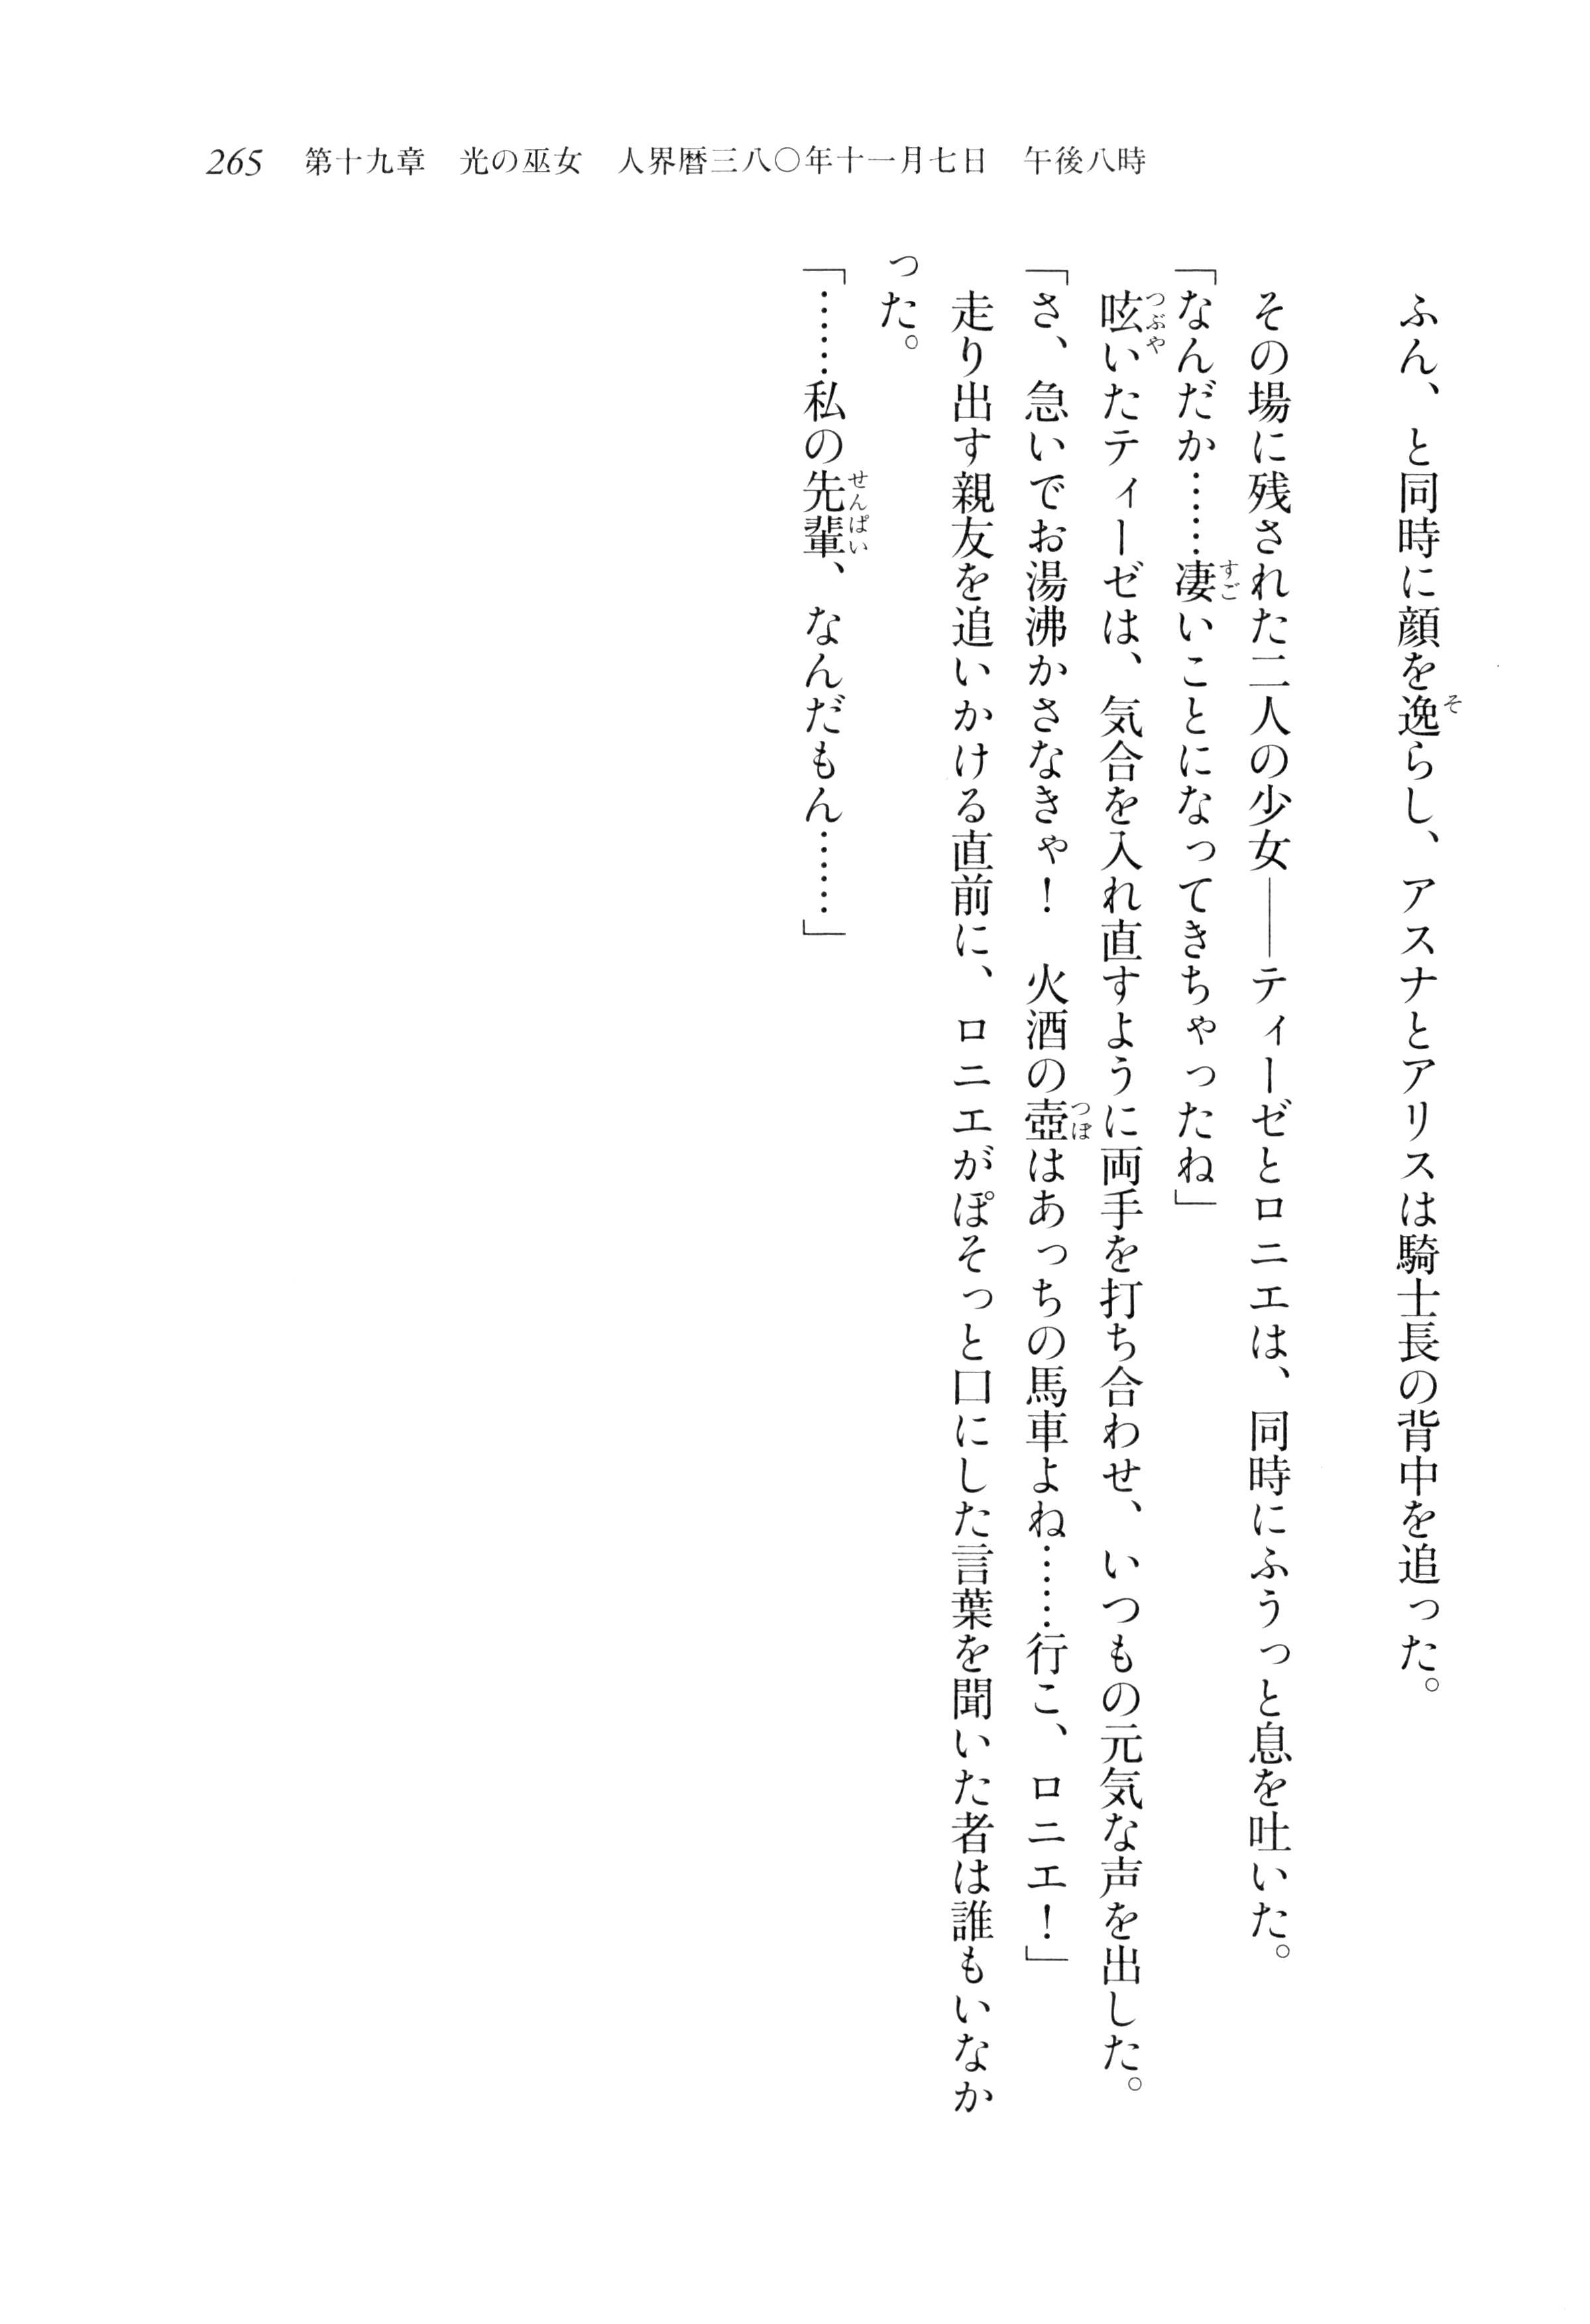 265　第十九章　光の巫女　人界暦三八〇年十一月七日　午後八時
ふん、と同時に顔を逸らし、アスナとアリスは騎士長の背中を追った。
その場に残された二人の少女――ティーゼとロニエは、同時にふうっと息を吐いた。
「なんだか……凄いことになってきちゃったね」
呟いたティーゼは、気合を入れ直すように両手を打ち合わせ、いつもの元気な声を出した。
「さ、急いでお湯沸かさなきゃ！　火酒の壺はあっちの馬車よね……行こ、ロニエ！」
走り出す親友を追いかける直前に、ロニエがぽそっと口にした言葉を聞いた者は誰もいなか
った。
「……私の先輩、なんだもん……」